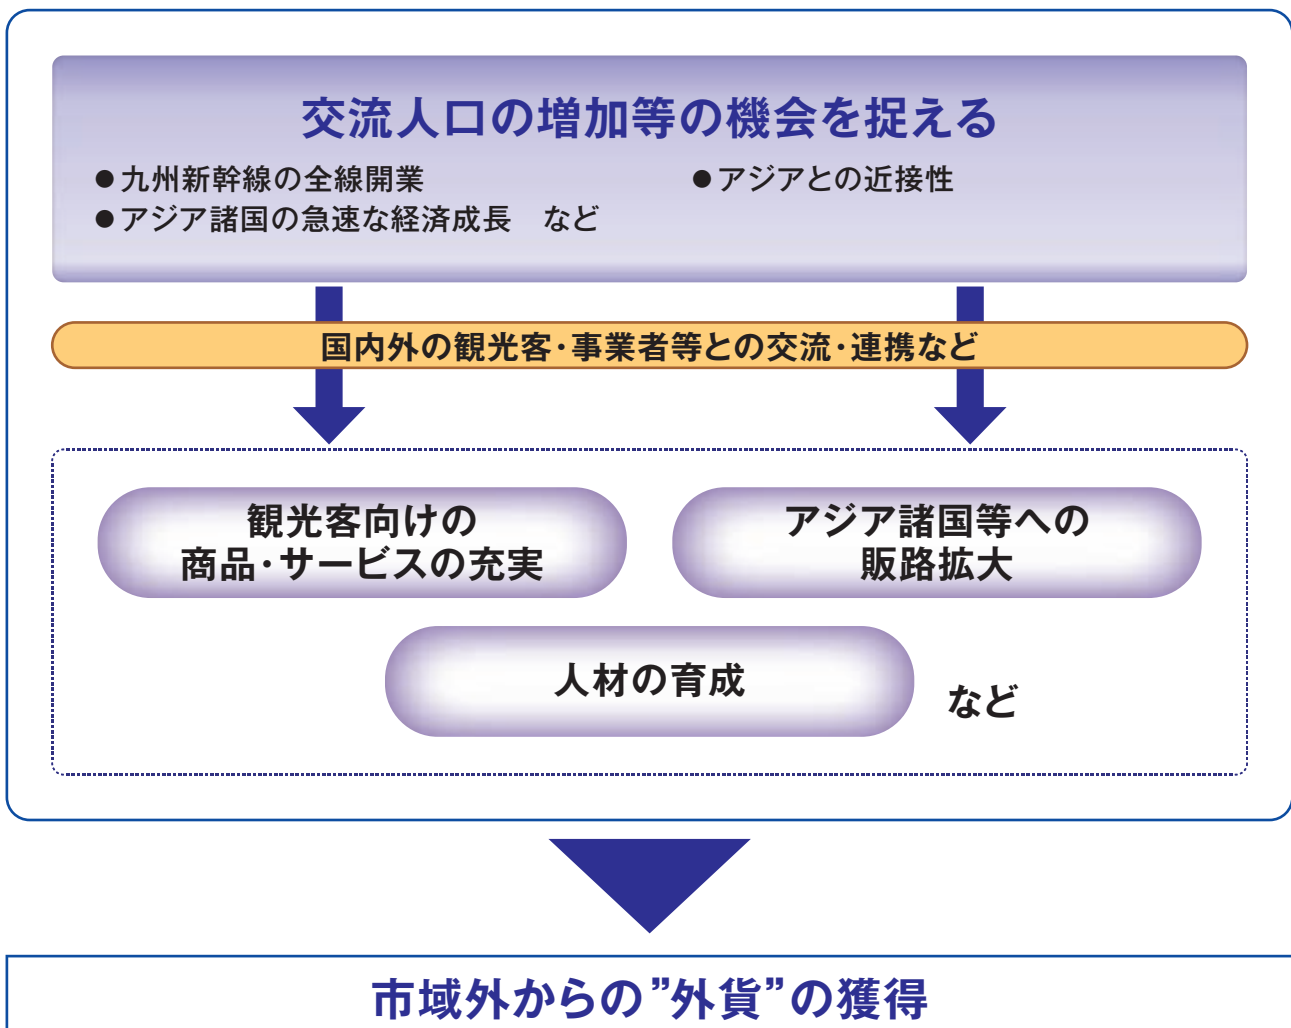 交流人口の増加等の機会を捉える
●九州新幹線の全線開業
●アジアとの近接性
●アジア諸国の急速な経済成長　など
国内外の観光客・事業者等との交流・連携など
観光客向けの
商品・サービスの充実
アジア諸国等への
販路拡大
人材の育成
など
市域外からの”外貨”の獲得